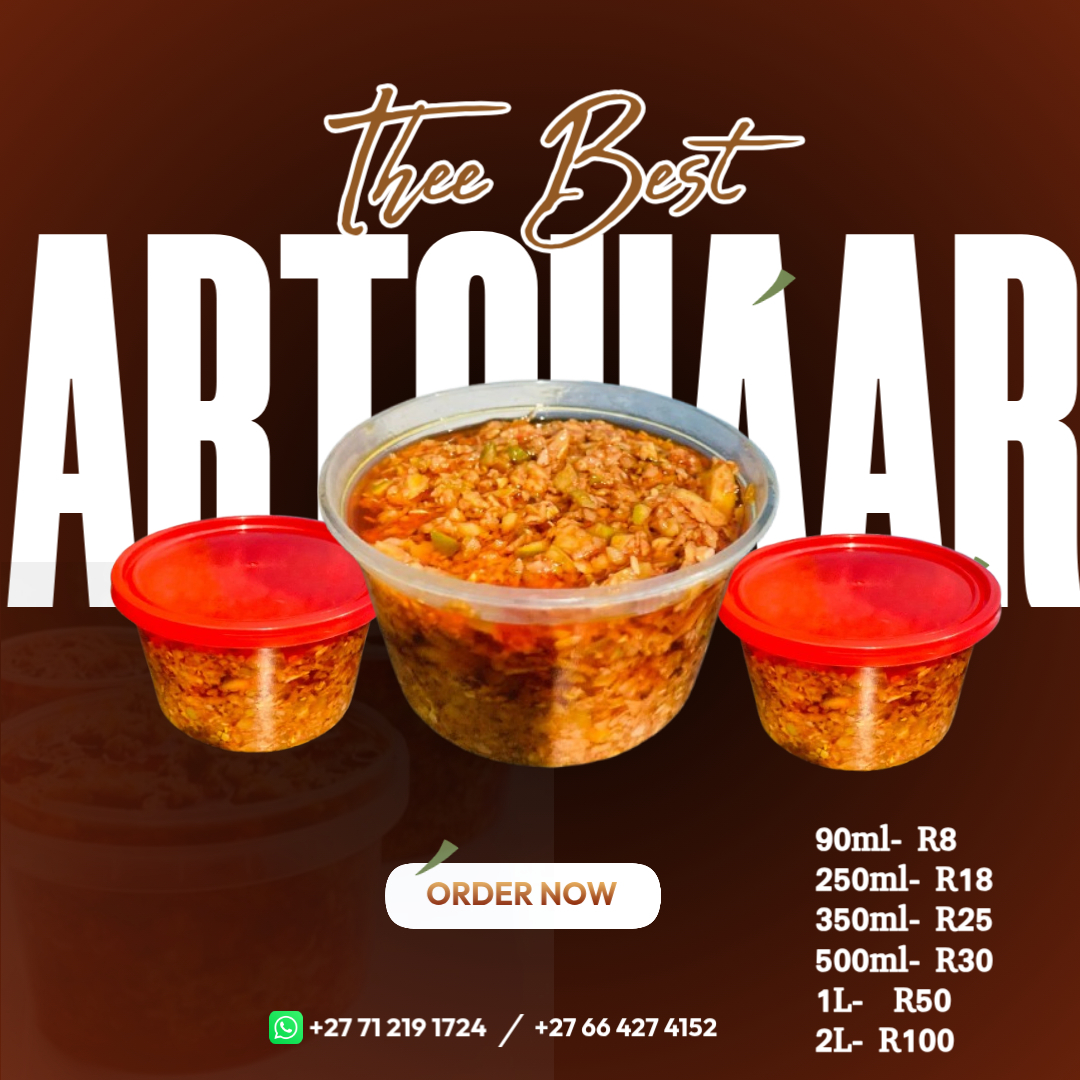 Thee Best
ORDER NOW
+27 71 219 1724 / +27 66 427 4152
90ml- R8
250ml- R18
350ml- R25
500ml- R30
1L- R50
2L- R100